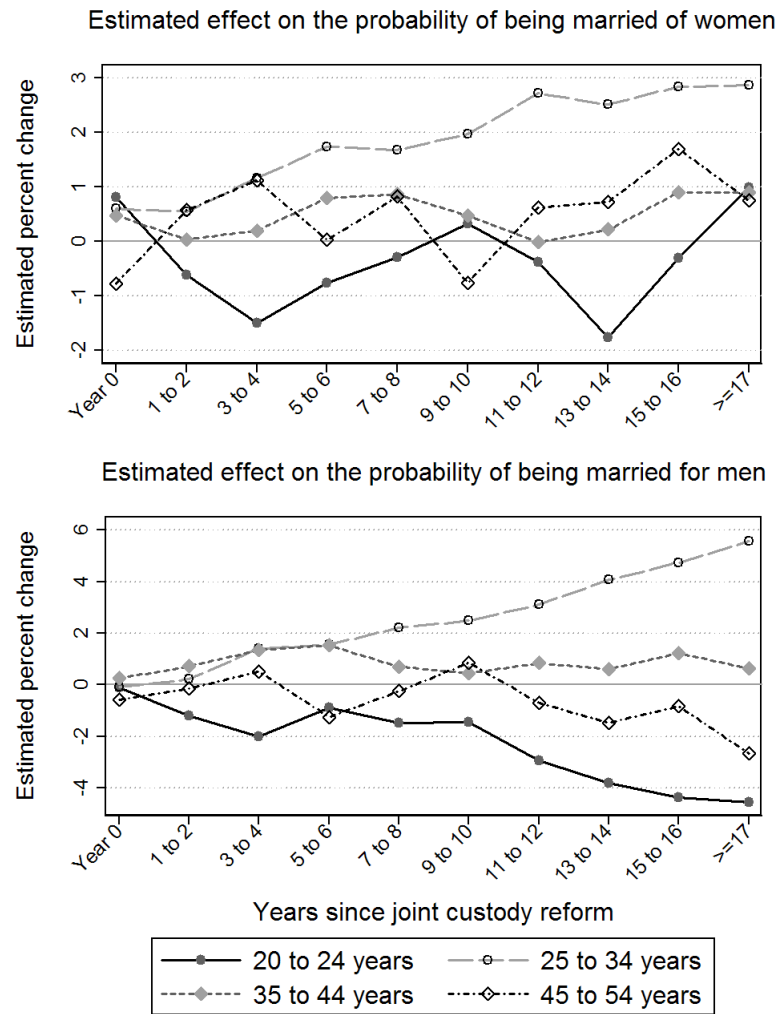 Estimated effect on the probability of being married of women
Estimated percent change
3
2
1
0
-1
-2
Year 0
1 to 2
3 to 4
5 to 6
7 to 8
9 to 10
11 to 12
13 to 14
15 to 16
>=17
Estimated effect on the probability of being married for men
Estimated percent change
6
4
2
0
-2
-4
Year 0
1 to 2
3 to 4
5 to 6
7 to 8
9 to 10
11 to 12
13 to 14
15 to 16
>=17
Years since joint custody reform
20 to 24 years
25 to 34 years
35 to 44 years
45 to 54 years